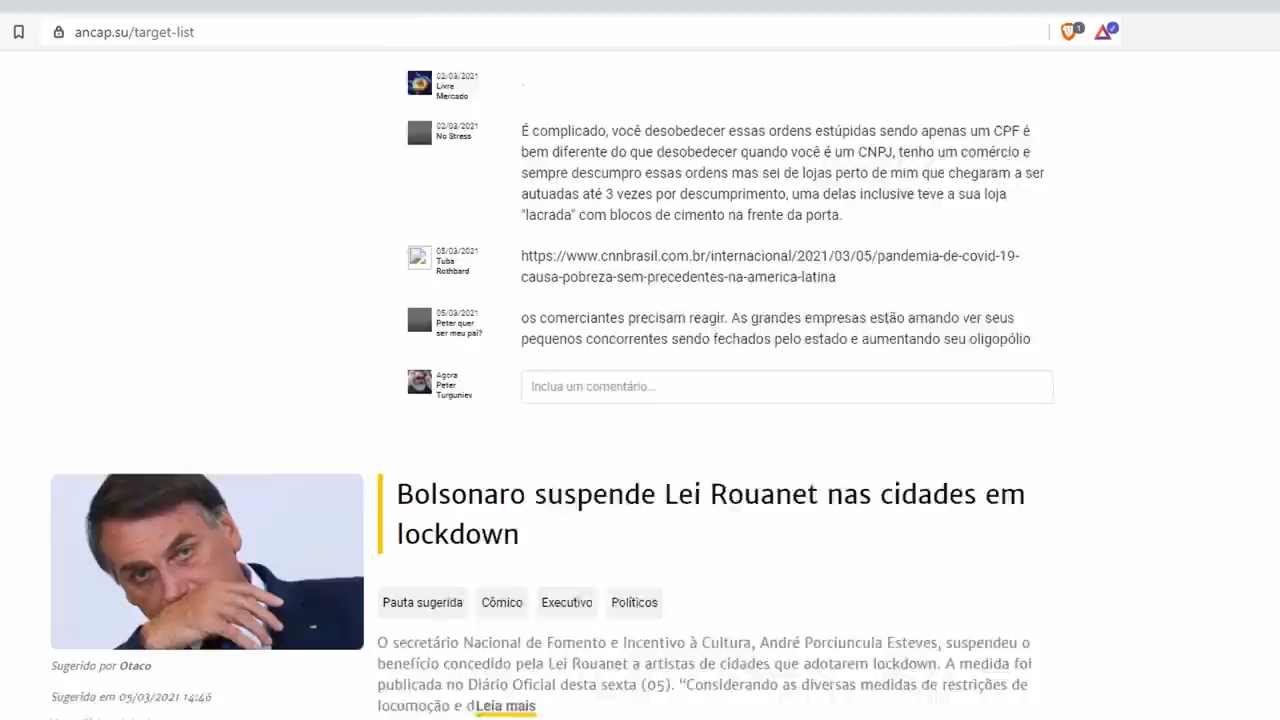 ancap.su/target-list
1
02/03/2021
Livre
Mercado
.
02/03/2021
No Stress
É complicado, você desobedecer essas ordens estúpidas sendo apenas um CPF é
bem diferente do que desobedecer quando você é um CNPJ, tenho um comércio e
sempre descumpro essas ordens mas sei de lojas perto de mim que chegaram a ser
autuadas até 3 vezes por descumprimento, uma delas inclusive teve a sua loja
"lacrada" com blocos de cimento na frente da porta.
05/03/2021
Tuba
Rothbard
https://www.cnnbrasil.com.br/internacional/2021/03/05/pandemia-de-covid-19-
causa-pobreza-sem-precedentes-na-america-latina
05/03/2021
Peter quer
ser meu pai?
os comerciantes precisam reagir. As grandes empresas estão amando ver seus
pequenos concorrentes sendo fechados pelo estado e aumentando seu oligopólio
Agora
Peter
Turguniev
Inclua um comentário...
Bolsonaro suspende Lei Rouanet nas cidades em
lockdown
Pauta sugerida Cômico Executivo Políticos
O secretário Nacional de Fomento e Incentivo à Cultura, André Porciuncula Esteves, suspendeu o
benefício concedido pela Lei Rouanet a artistas de cidades que adotarem lockdown. A medida foi
publicada no Diário Oficial desta sexta (05). “Considerando as diversas medidas de restrições de
locomoção e d Leia mais
Sugerido por Otaco
Sugerido em 05/03/2021 14:46